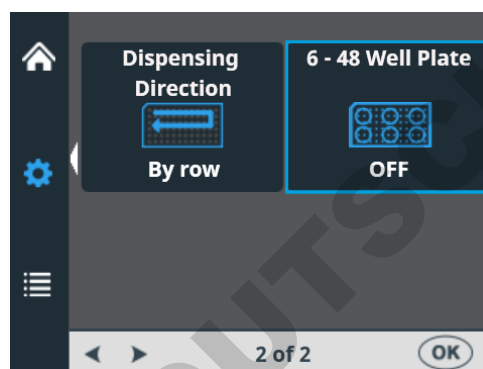 Dispensing
Direction
By row
6 - 48 Well Plate
OFF
2 of 2
OK